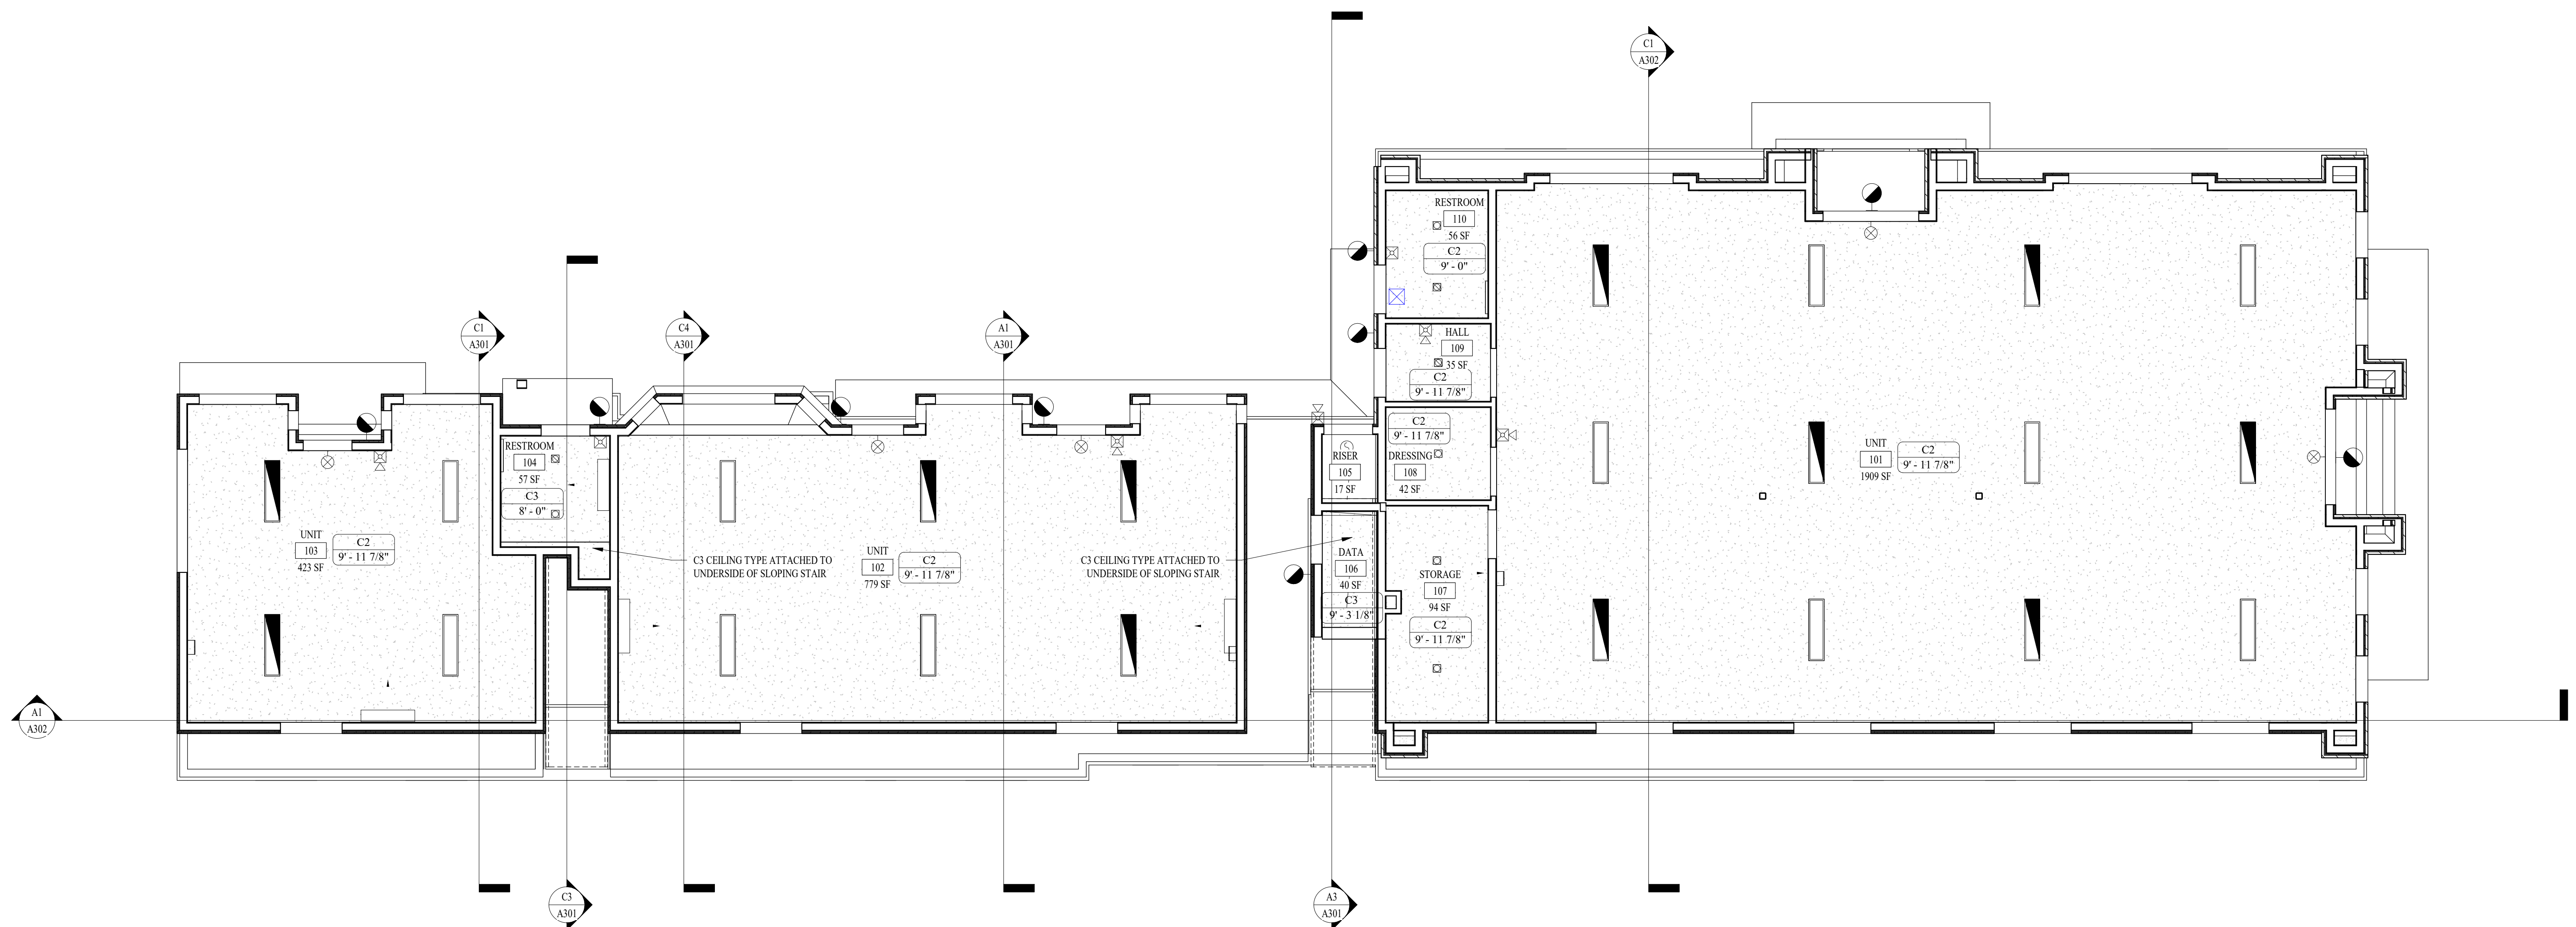 C1
A302
RESTROOM
110
56 SF
C2
9' - 0"
HALL
109
35 SF
C2
9' - 11 7/8"
C1
A301
C4
A301
A1
A301
C2
9' - 11 7/8"
DRESSING
108
42 SF
RISER
105
17 SF
UNIT
101
1909 SF
C2
9' - 11 7/8"
RESTROOM
104
57 SF
C3
8' - 0"
UNIT
103
423 SF
C2
9' - 11 7/8"
C3 CEILING TYPE ATTACHED TO
UNDERSIDE OF SLOPING STAIR
UNIT
102
779 SF
C2
9' - 11 7/8"
C3 CEILING TYPE ATTACHED TO
UNDERSIDE OF SLOPING STAIR
DATA
106
40 SF
C3
9' - 3 1/8"
STORAGE
107
94 SF
C2
9' - 11 7/8"
A1
A302
C3
A301
A3
A301